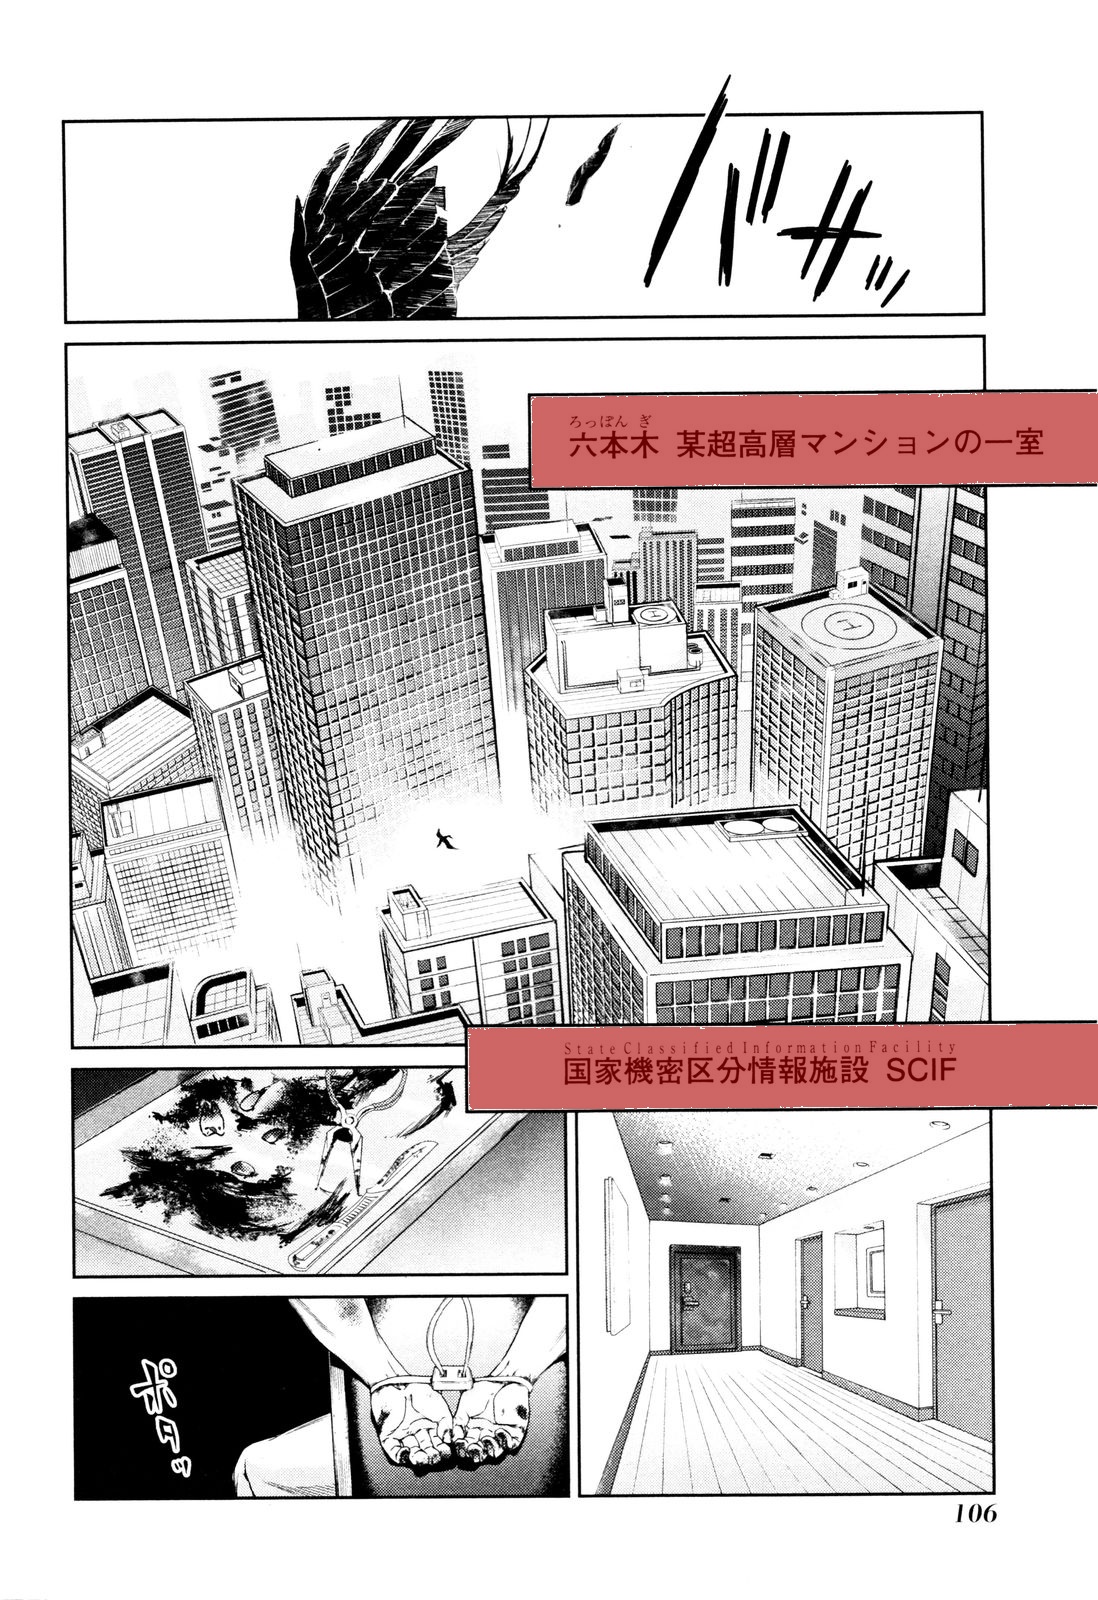 バサッ
ろっぽんぎ
六本木 某超高層マンションの一室
State Classified Information Facility
国家機密区分情報施設 SCIF
ポタッ
106